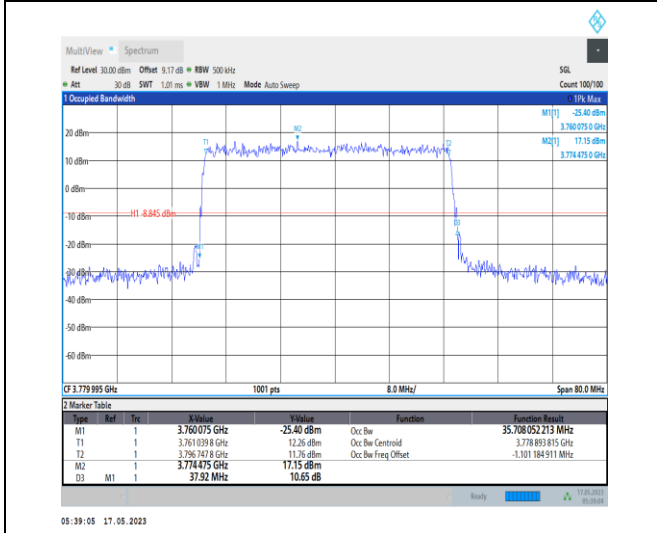 MultiView Spectrum
Ref Level 30.00 dBm Offset 9.17 dB RBW 500 kHz SGL
Att 30 dB SWT 1.01 ms VBW 1 MHz Mode Auto Sweep Count 100/100
1 Occupied Bandwidth 1Pk Max
M1[1] -25.40 dBm
3.760 075 0 GHz
M2[1] 17.15 dBm
3.774 475 0 GHz
M2
20 dBm
T1
T2
10 dBm
0 dBm
-10 dBm
H1 -8.845 dBm
D3
-20 dBm
M1
-30 dBm
-40 dBm
-50 dBm
-60 dBm
CF 3.779 995 GHz 1001 pts 8.0 MHz/ Span 80.0 MHz
2 Marker Table
Type Ref Trc X-Value Y-Value Function Function Result
M1 1 3.760 075 GHz -25.40 dBm Occ Bw 35.708 052 213 MHz
T1 1 3.761 039 8 GHz 12.26 dBm Occ Bw Centroid 3.778 893 815 GHz
T2 1 3.796 747 8 GHz 11.76 dBm Occ Bw Freq Offset -1.101 184 911 MHz
M2 1 3.774 475 GHz 17.15 dBm
D3 M1 1 37.92 MHz 10.65 dB
Ready 17.05.2023
05:39:04
05:39:05 17.05.2023